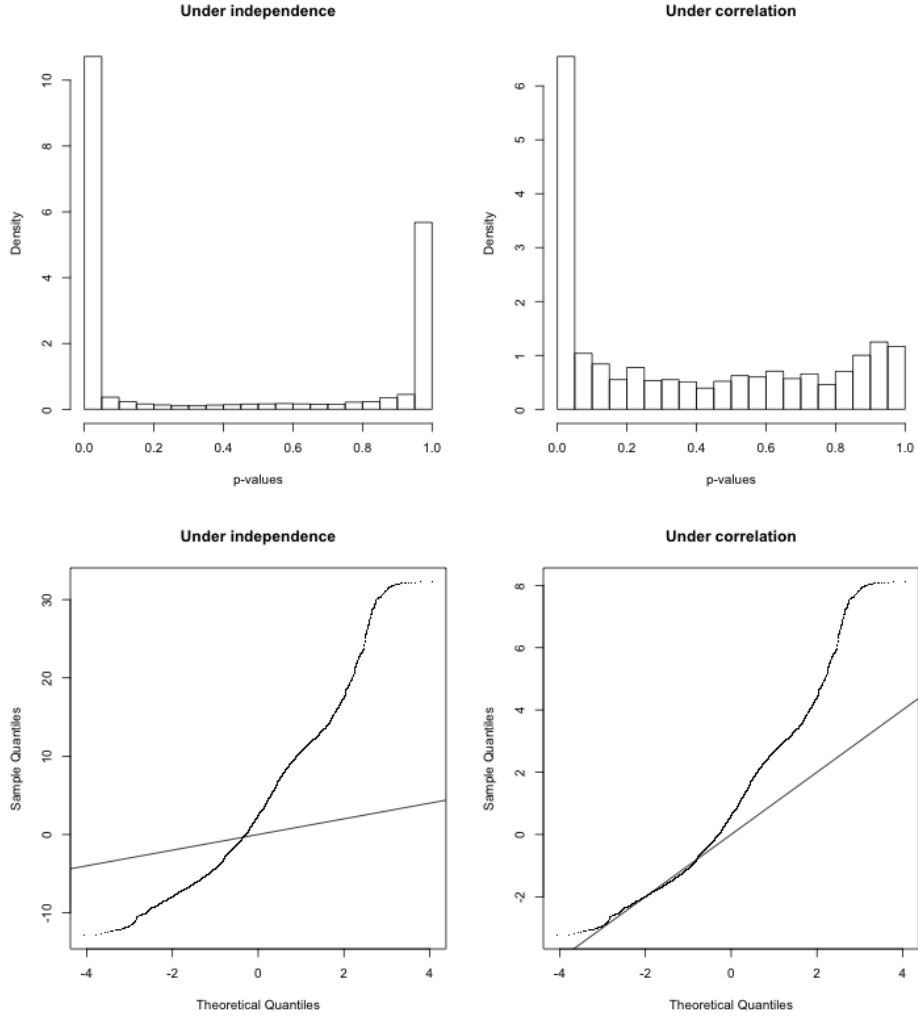 Under independence
Under correlation
Density
10
8
6
4
2
0
0.0 0.2 0.4 0.6 0.8 1.0
p-values
Density
6
5
4
3
2
1
0
0.0 0.2 0.4 0.6 0.8 1.0
p-values
Under independence
Under correlation
Sample Quantiles
30
20
10
0
-10
-4 -2 0 2 4
Theoretical Quantiles
Sample Quantiles
8
6
4
2
0
-2
-4 -2 0 2 4
Theoretical Quantiles